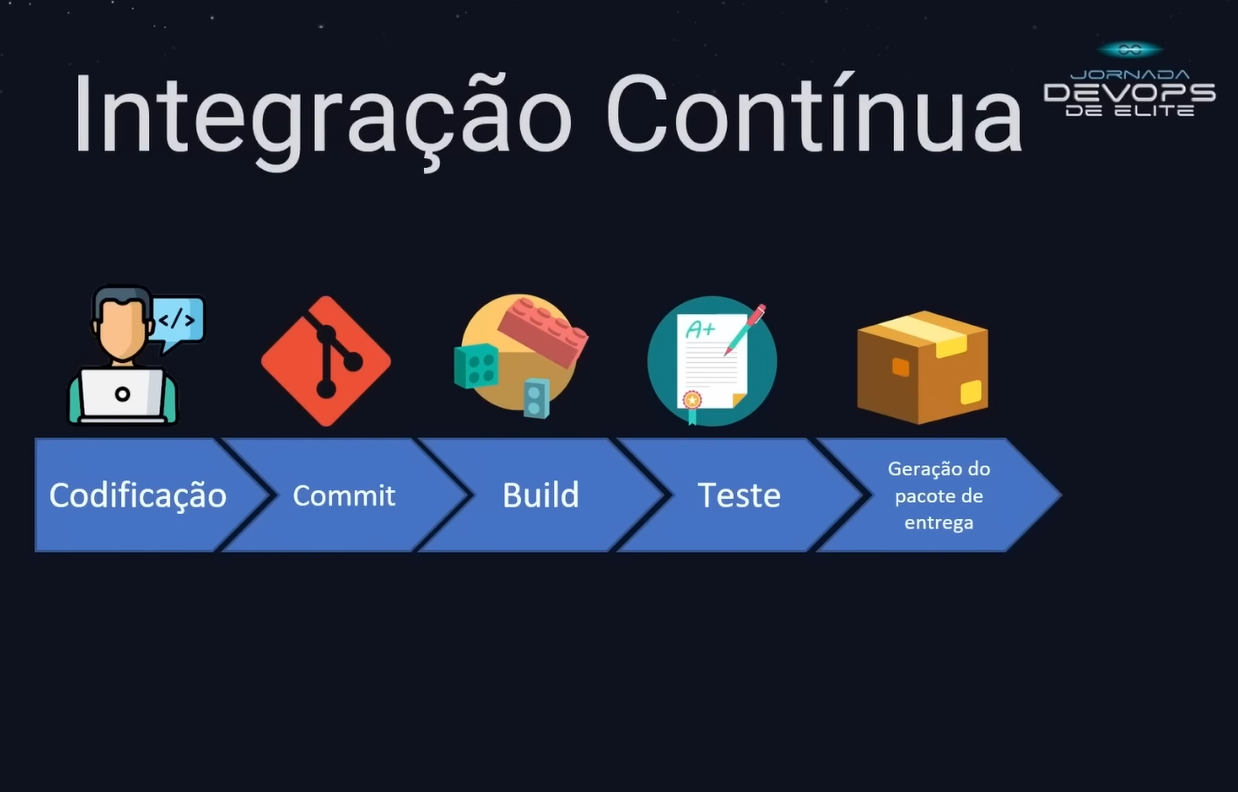 Integração Contínua
JORNADA
DEVOPS
DE ELITE
</>
A+
Codificação
Commit
Build
Teste
Geração do
pacote de
entrega